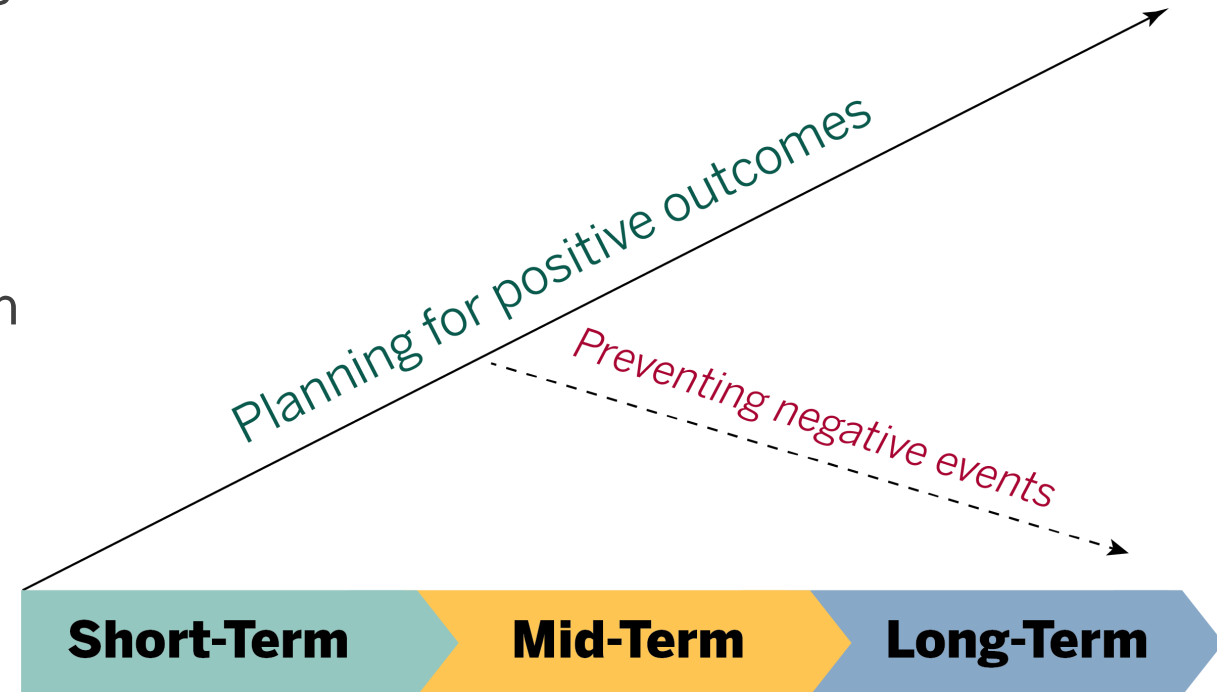 Planning for positive outcomes
Preventing negative events
Short-Term
Mid-Term
Long-Term